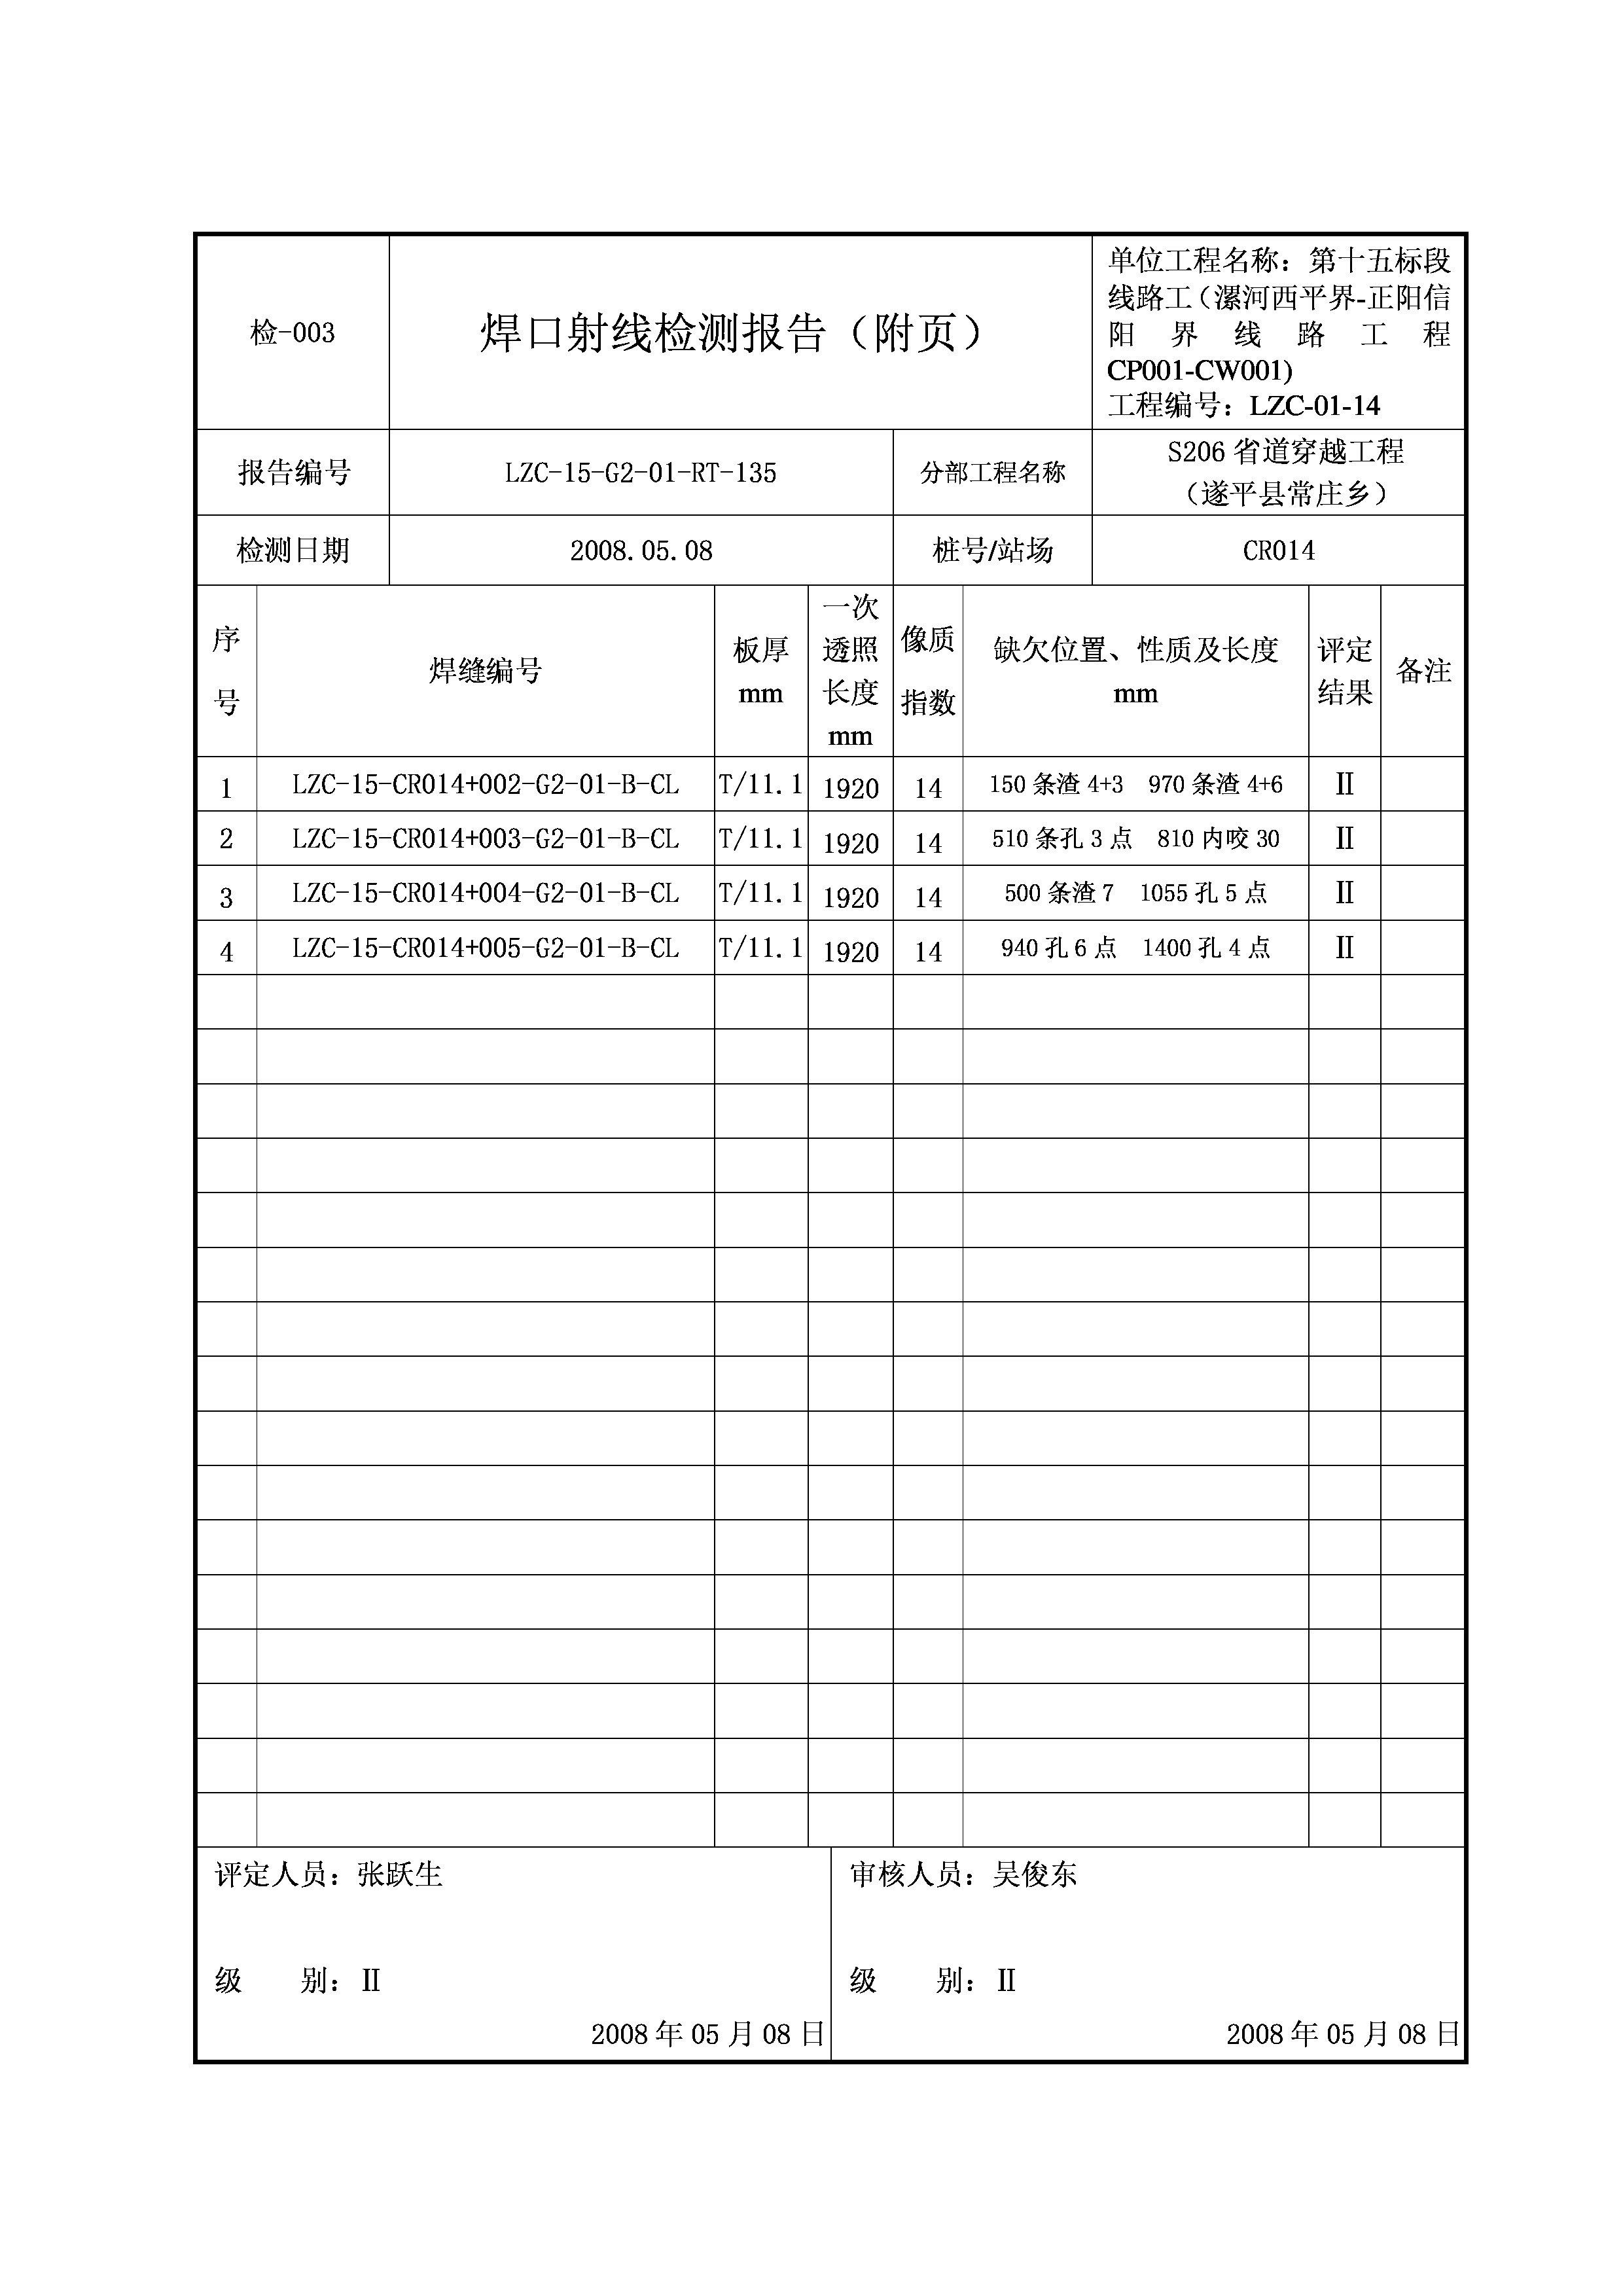 检-003
焊口射线检测报告（附页）
单位工程名称：第十五标段
线路工（漯河西平界-正阳信
阳界线路工程
CP001-CW001)
工程编号：LZC-01-14
报告编号
LZC-15-G2-01-RT-135
分部工程名称
S206 省道穿越工程
（遂平县常庄乡）
检测日期
2008.05.08
桩号/站场
CR014
序
号
焊缝编号
板厚
mm
一次
透照
长度
mm
像质
指数
缺欠位置、性质及长度
mm
评定
结果
备注
1 LZC-15-CR014+002-G2-01-B-CL T/11.1 1920 14 150 条渣 4+3 970 条渣 4+6 Ⅱ
2 LZC-15-CR014+003-G2-01-B-CL T/11.1 1920 14 510 条孔 3 点 810 内咬 30 Ⅱ
3 LZC-15-CR014+004-G2-01-B-CL T/11.1 1920 14 500 条渣 7 1055 孔 5 点 Ⅱ
4 LZC-15-CR014+005-G2-01-B-CL T/11.1 1920 14 940 孔 6 点 1400 孔 4 点 Ⅱ
评定人员：张跃生
级 别：Ⅱ
2008 年 05 月 08 日
审核人员：吴俊东
级 别：Ⅱ
2008 年 05 月 08 日